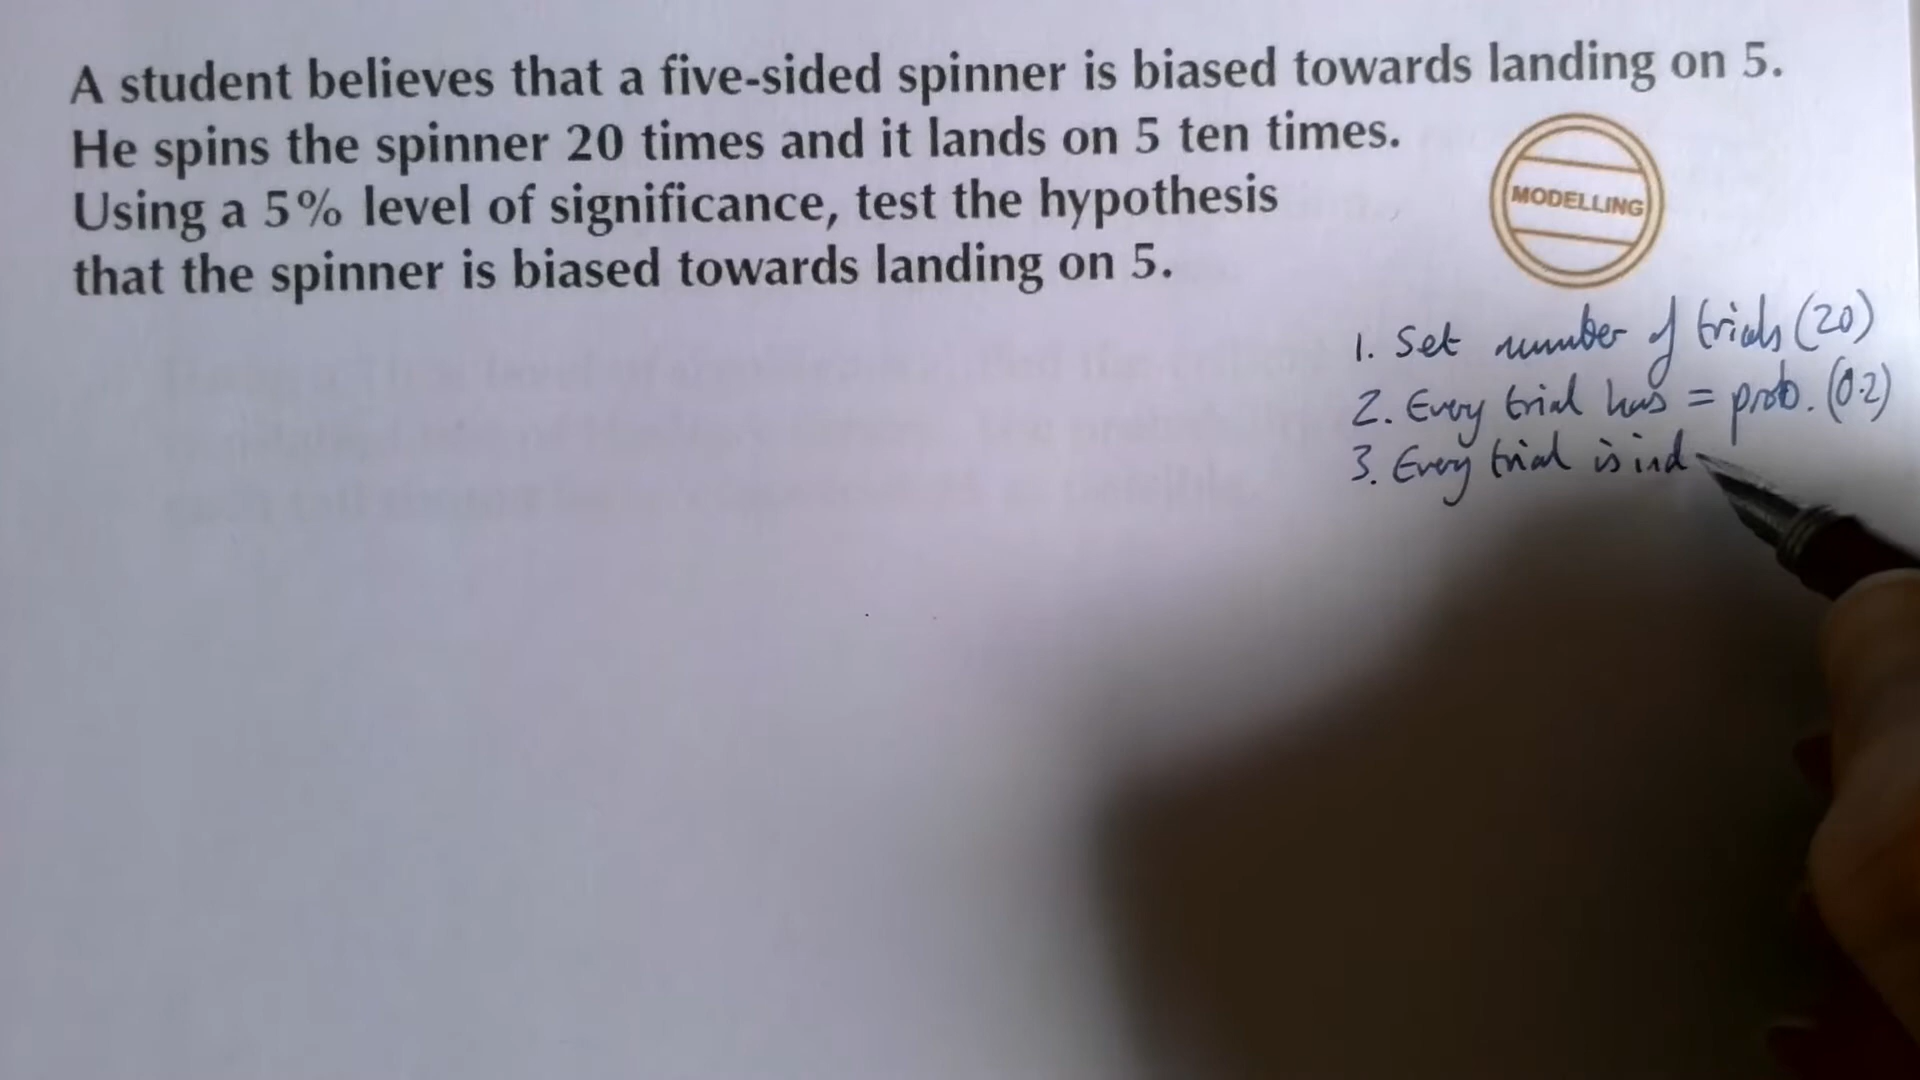 A student believes that a five-sided spinner is biased towards landing on 5.
He spins the spinner 20 times and it lands on 5 ten times.
Using a 5% level of significance, test the hypothesis
that the spinner is biased towards landing on 5.
MODELLING
1. Set number of trials (20)
2. Every trial has = prob. (0.2)
3. Every trial is ind